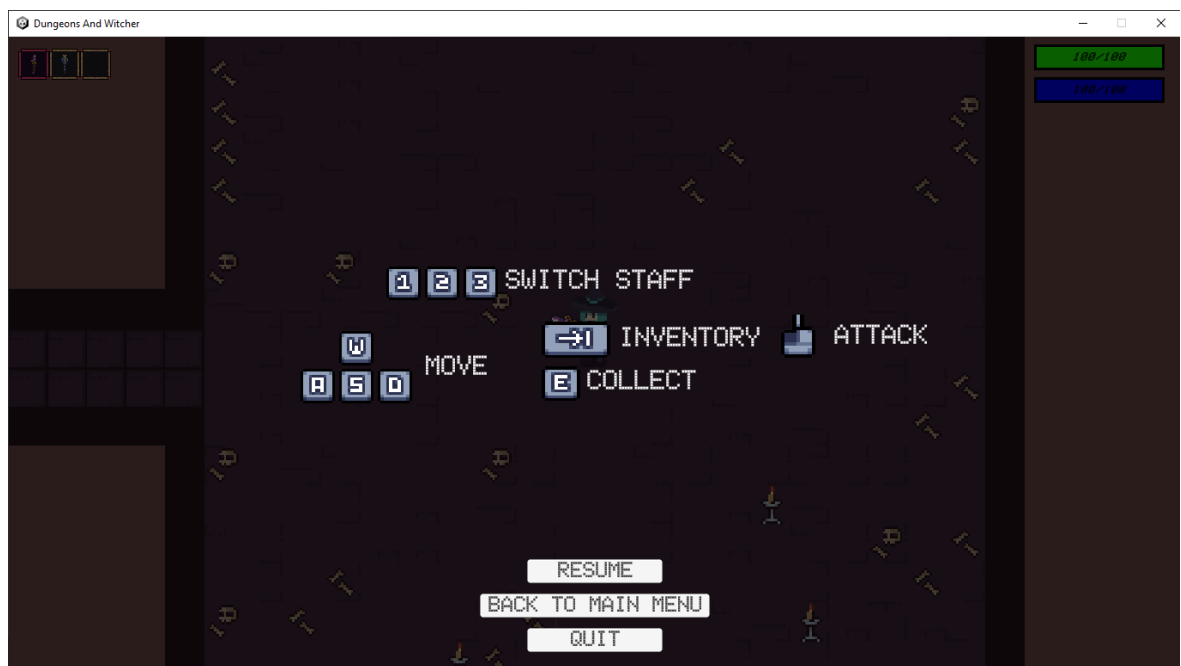 Dungeons And Witcher
100/100
100/100
1 2 3 SWITCH STAFF
INVENTORY
ATTACK
W
A S D
MOVE
E COLLECT
RESUME
BACK TO MAIN MENU
QUIT